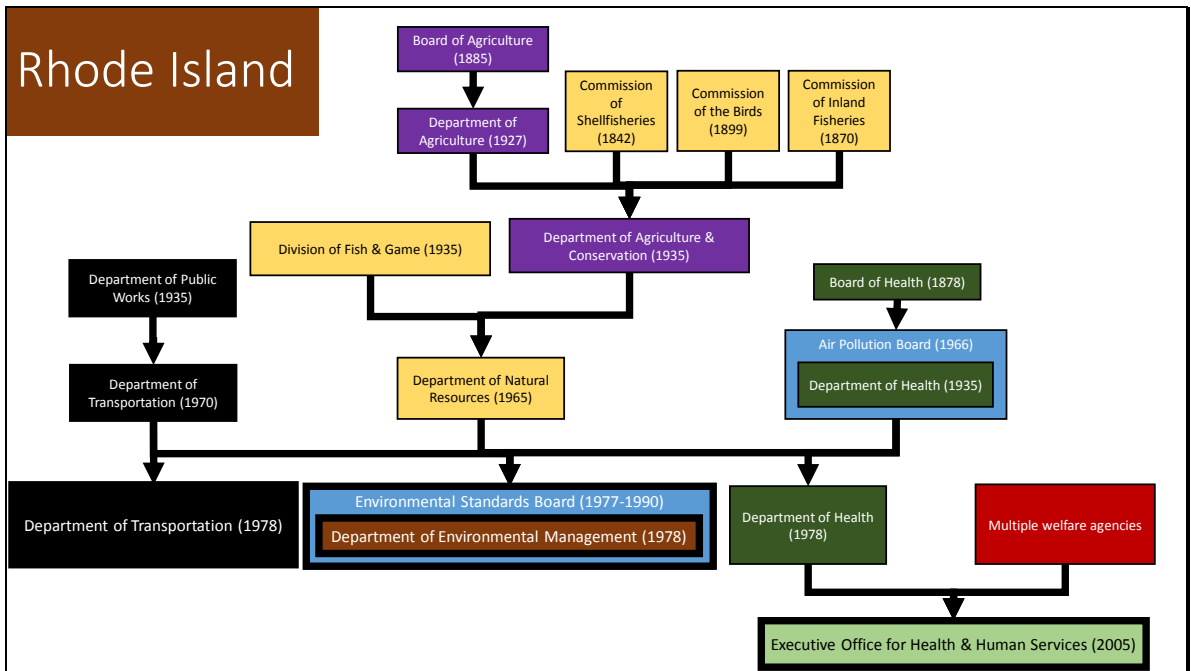 Rhode Island
Board of Agriculture
(1885)
Department of
Agriculture (1927)
Commission
of
Shellfisheries
(1842)
Commission
of the Birds
(1899)
Commission
of Inland
Fisheries
(1870)
Division of Fish & Game (1935)
Department of Agriculture &
Conservation (1935)
Department of Public
Works (1935)
Board of Health (1878)
Air Pollution Board (1966)
Department of Health (1935)
Department of
Transportation (1970)
Department of Natural
Resources (1965)
Department of Transportation (1978)
Environmental Standards Board (1977-1990)
Department of Environmental Management (1978)
Department of Health
(1978)
Multiple welfare agencies
Executive Office for Health & Human Services (2005)